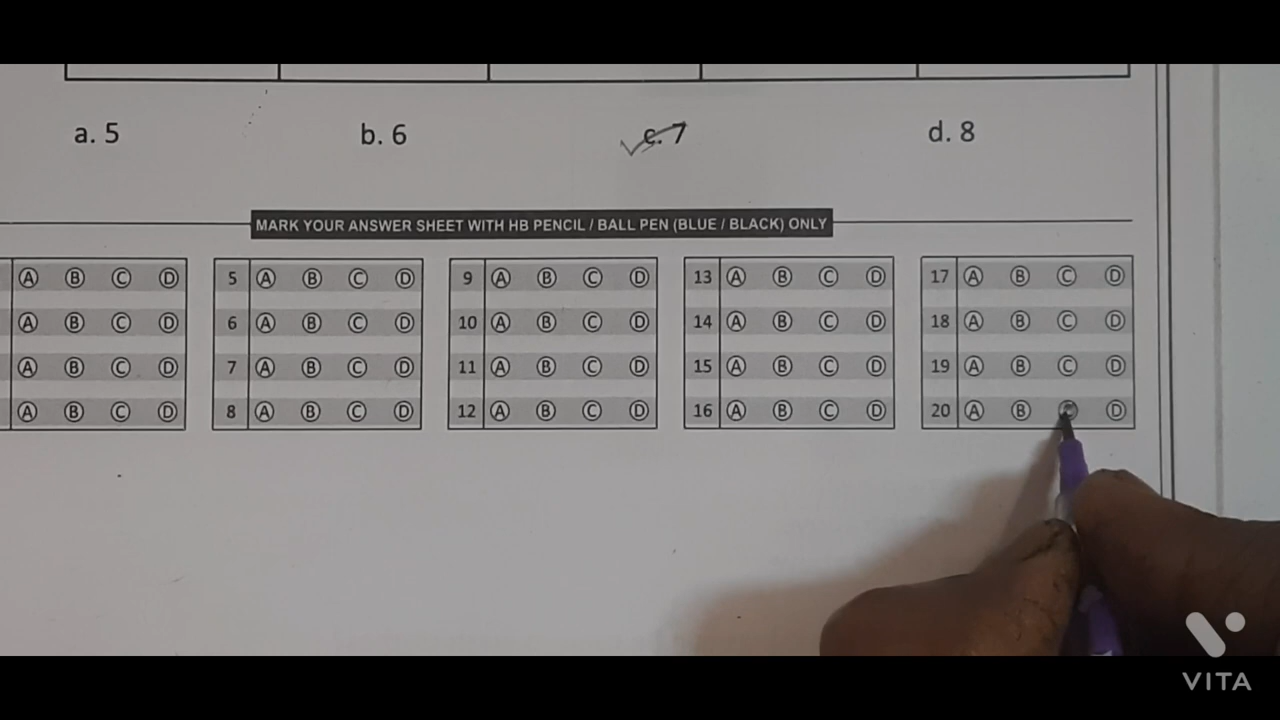 a. 5 b. 6 c. 7 d. 8
MARK YOUR ANSWER SHEET WITH HB PENCIL / BALL PEN (BLUE / BLACK) ONLY
A B C D 5 A B C D 9 A B C D 13 A B C D 17 A B C D
A B C D 6 A B C D 10 A B C D 14 A B C D 18 A B C D
A B C D 7 A B C D 11 A B C D 15 A B C D 19 A B C D
A B C D 8 A B C D 12 A B C D 16 A B C D 20 A B C D
VITA